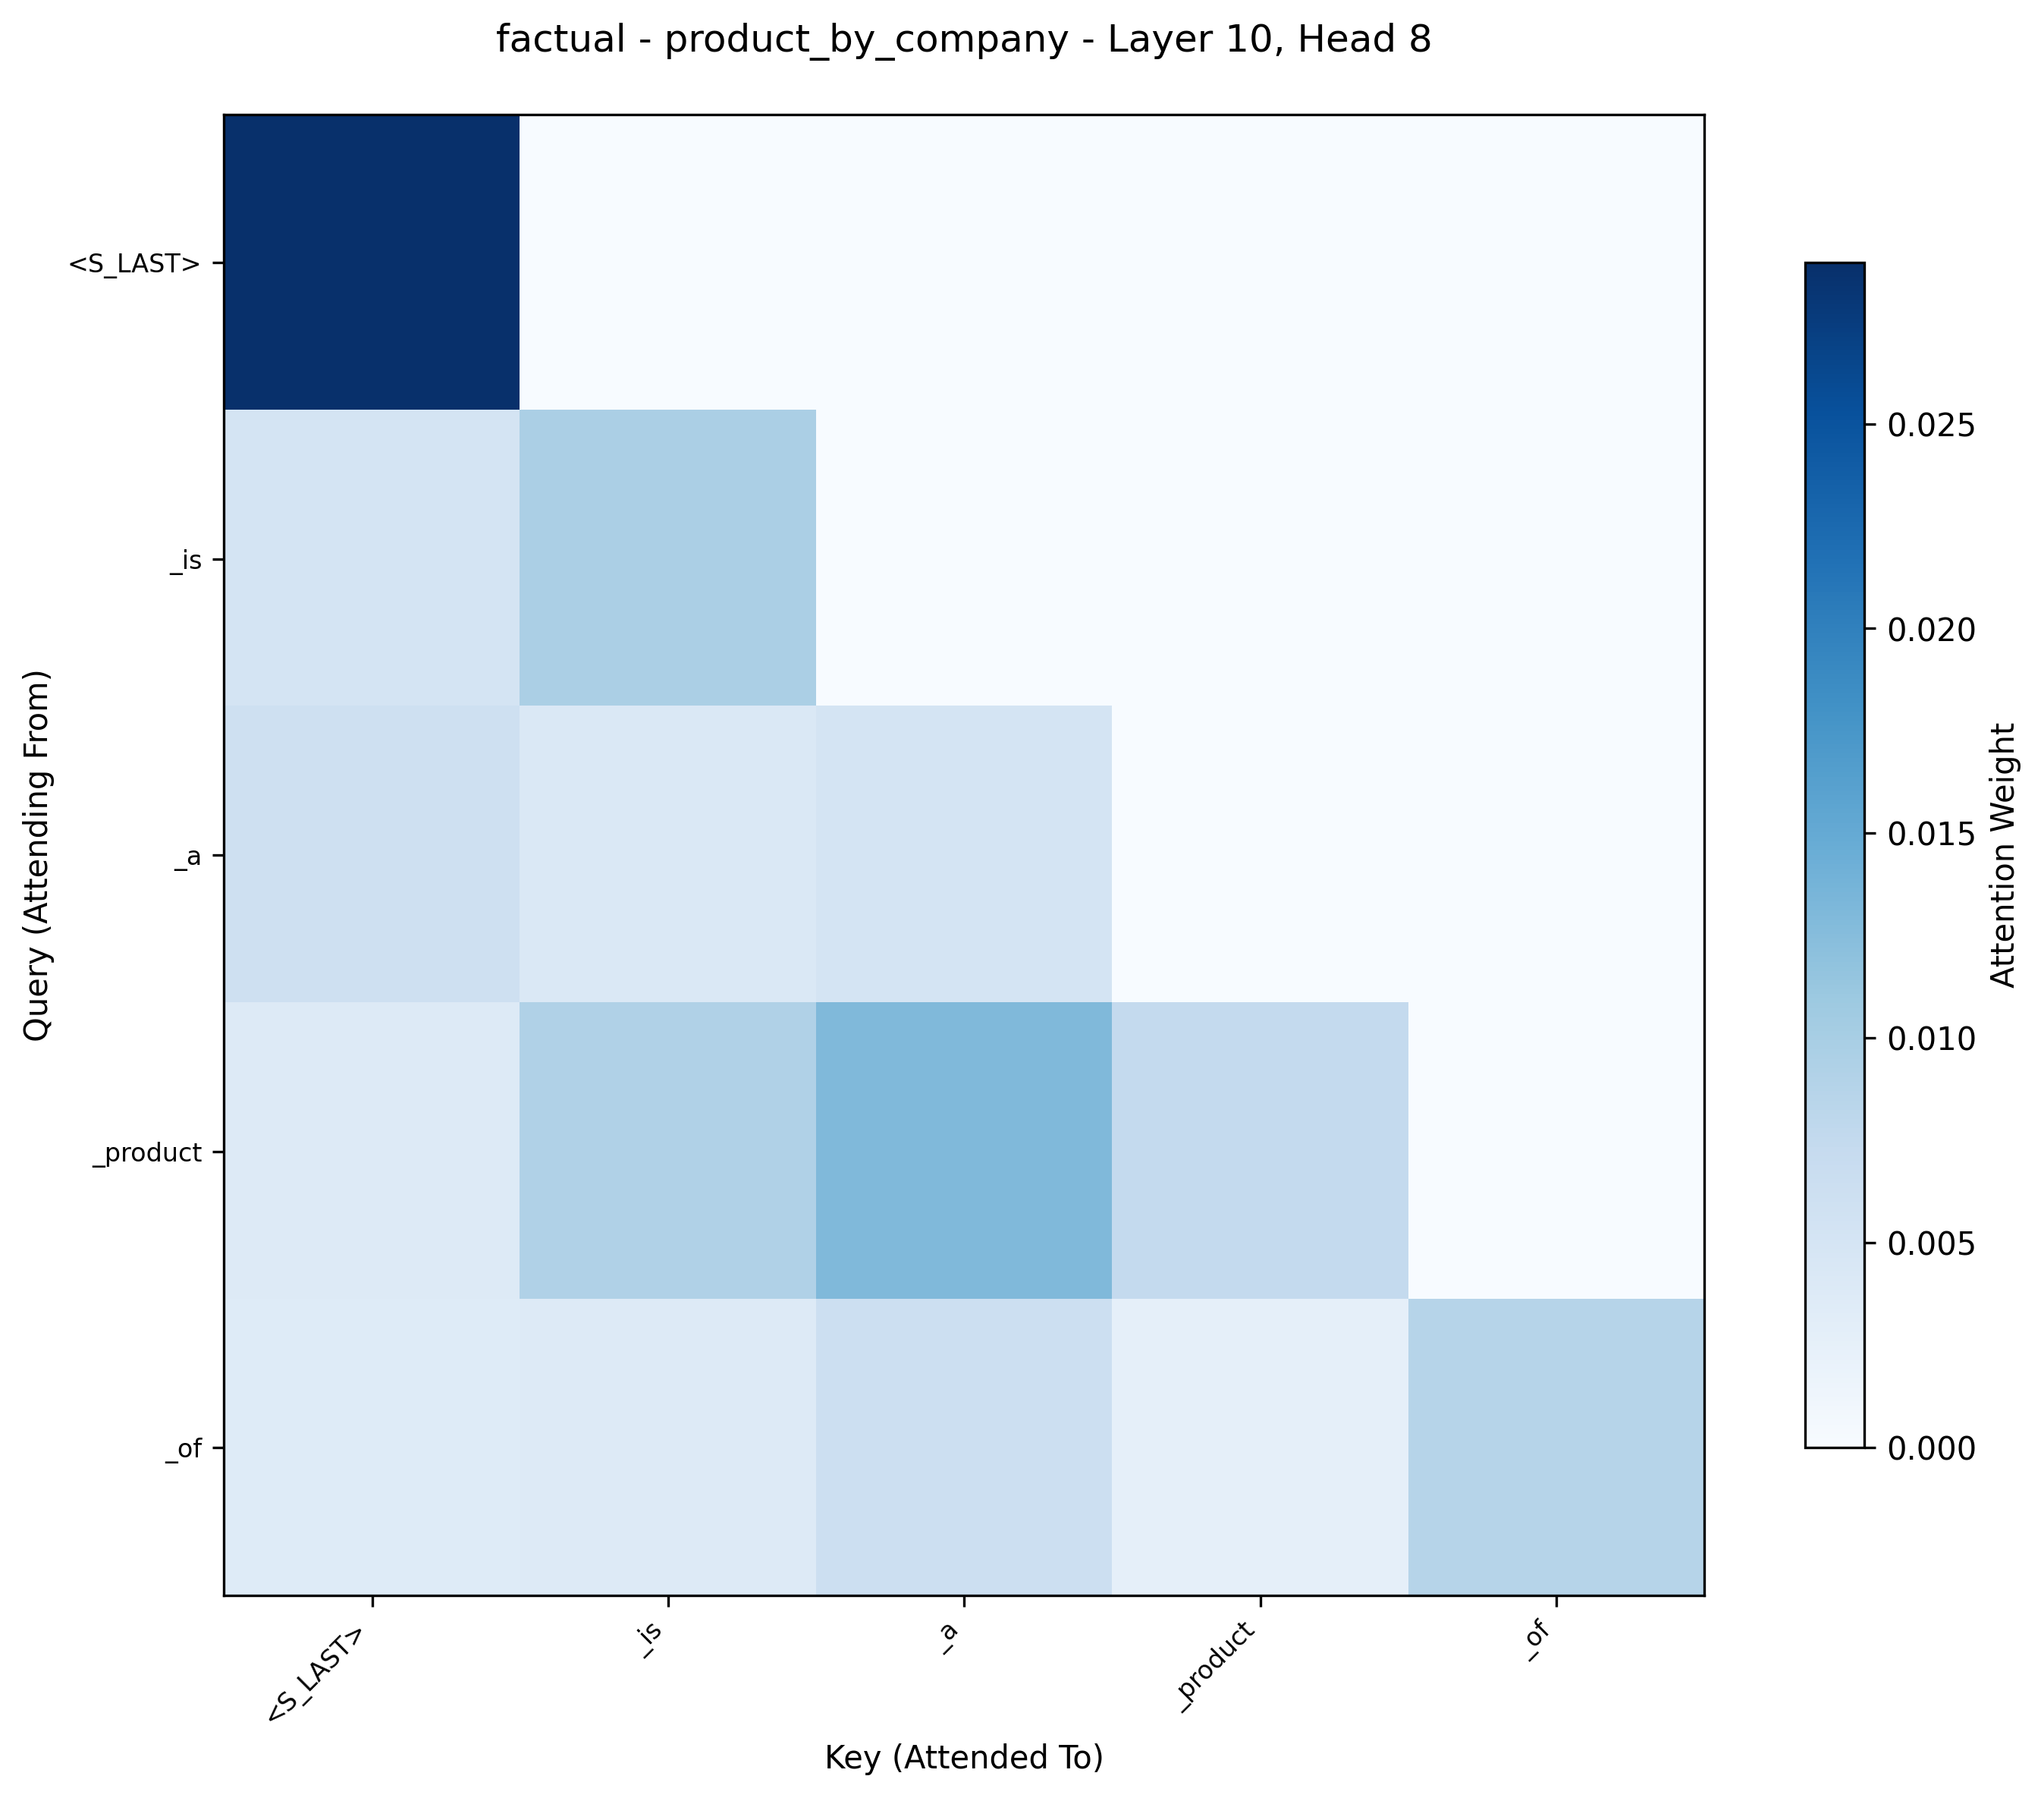 factual - product_by_company - Layer 10, Head 8
Query (Attending From)
<S_LAST>
_is
_a
_product
_of
<S_LAST>
_is
_a
_product
_of
Key (Attended To)
0.025
0.020
0.015
0.010
0.005
0.000
Attention Weight